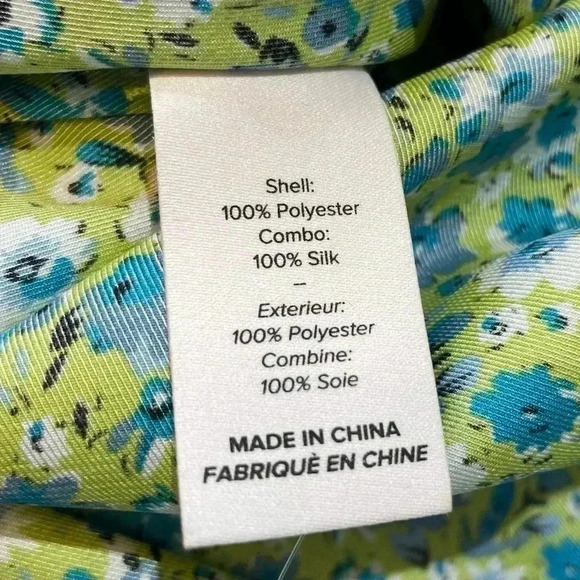 Shell:
100% Polyester
Combo:
100% Silk
–
Exterieur:
100% Polyester
Combine:
100% Soie
MADE IN CHINA
FABRIQUÈ EN CHINE